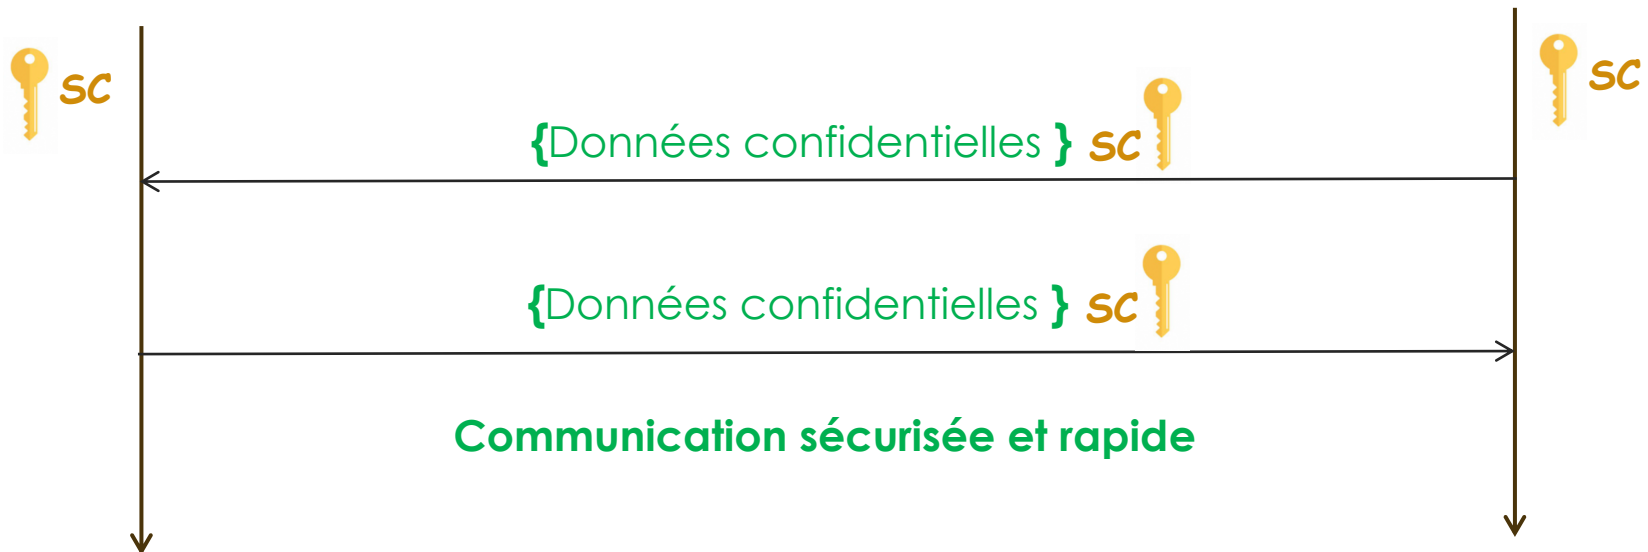 SC
SC
{Données confidentielles } SC
{Données confidentielles } SC
Communication sécurisée et rapide